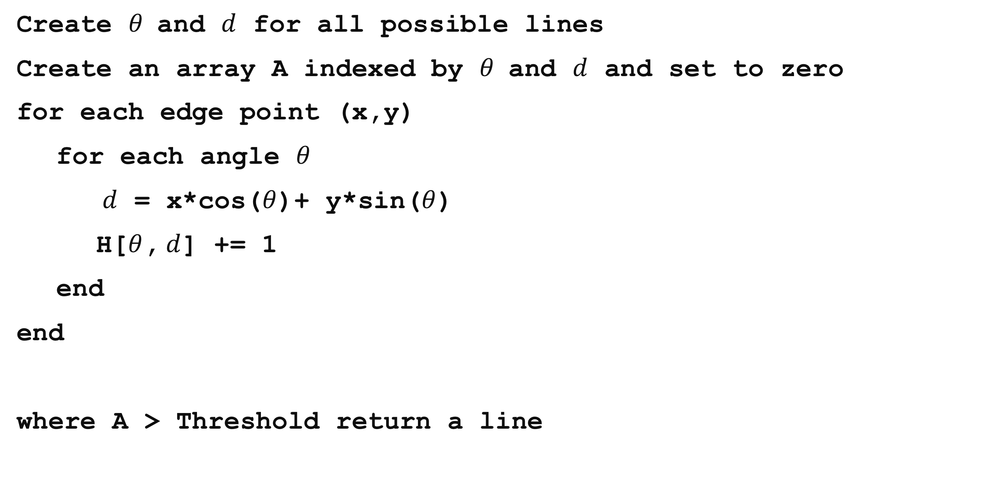 Create θ and d for all possible lines
Create an array A indexed by θ and d and set to zero
for each edge point (x,y)
for each angle θ
d = x*cos(θ)+ y*sin(θ)
H[θ,d] += 1
end
end
where A > Threshold return a line